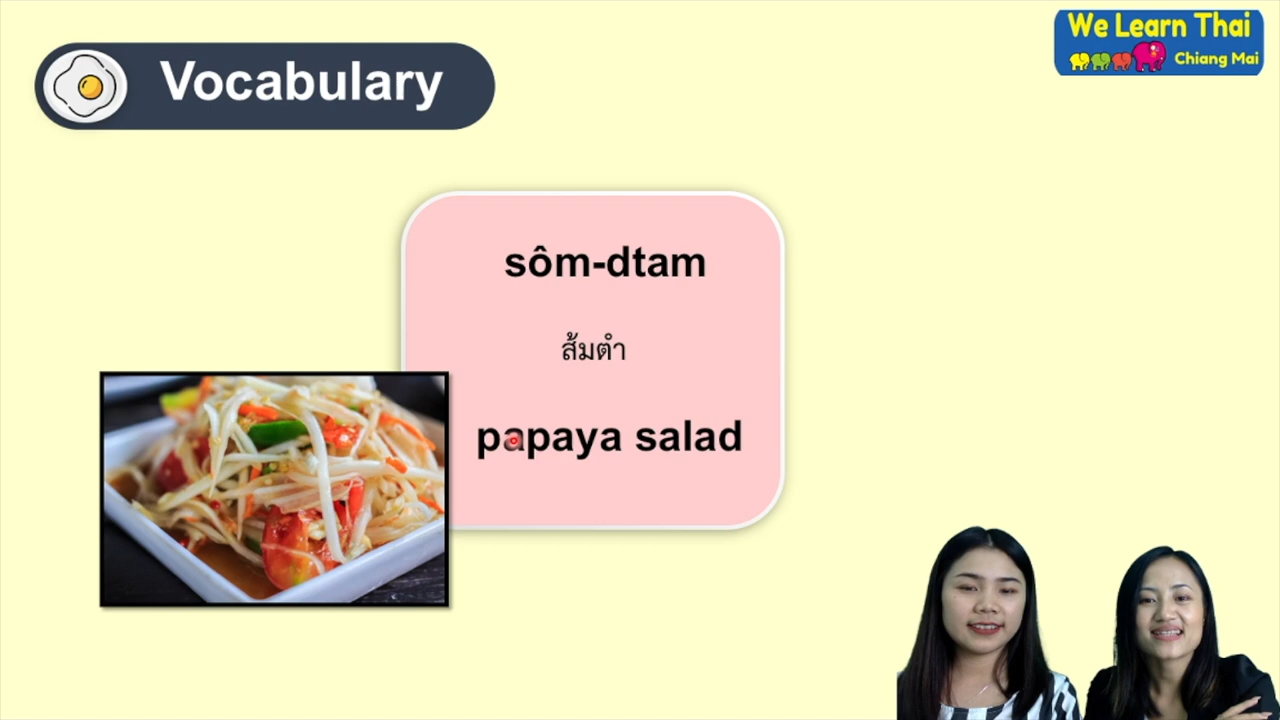 Vocabulary
We Learn Thai
Chiang Mai
sôm-dtam
ส้มตำ
papaya salad